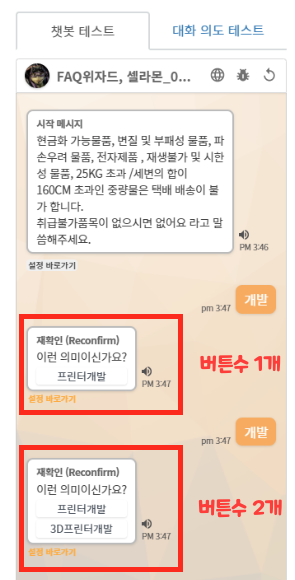 챗봇 테스트
대화 의도 테스트
FAQ위자드, 셀라몬_0...
시작 메시지
현금화 가능물품, 변질 및 부패성 물품, 파
손우려 물품, 전자제품 , 재생불가 및 시한
성 물품, 25KG 초과 /세변의 합이
160CM 초과인 중량물은 택배 배송이 불
가 합니다.
취급불가품목이 없으시면 없어요 라고 말
씀해주세요.
PM 3:46
설정 바로가기
개발
pm 3:47
재확인 (Reconfirm)
이런 의미이신가요?
프린터개발
PM 3:47
설정 바로가기
버튼수 1개
개발
pm 3:47
재확인 (Reconfirm)
이런 의미이신가요?
프린터개발
3D프린터개발
PM 3:47
설정 바로가기
버튼수 2개